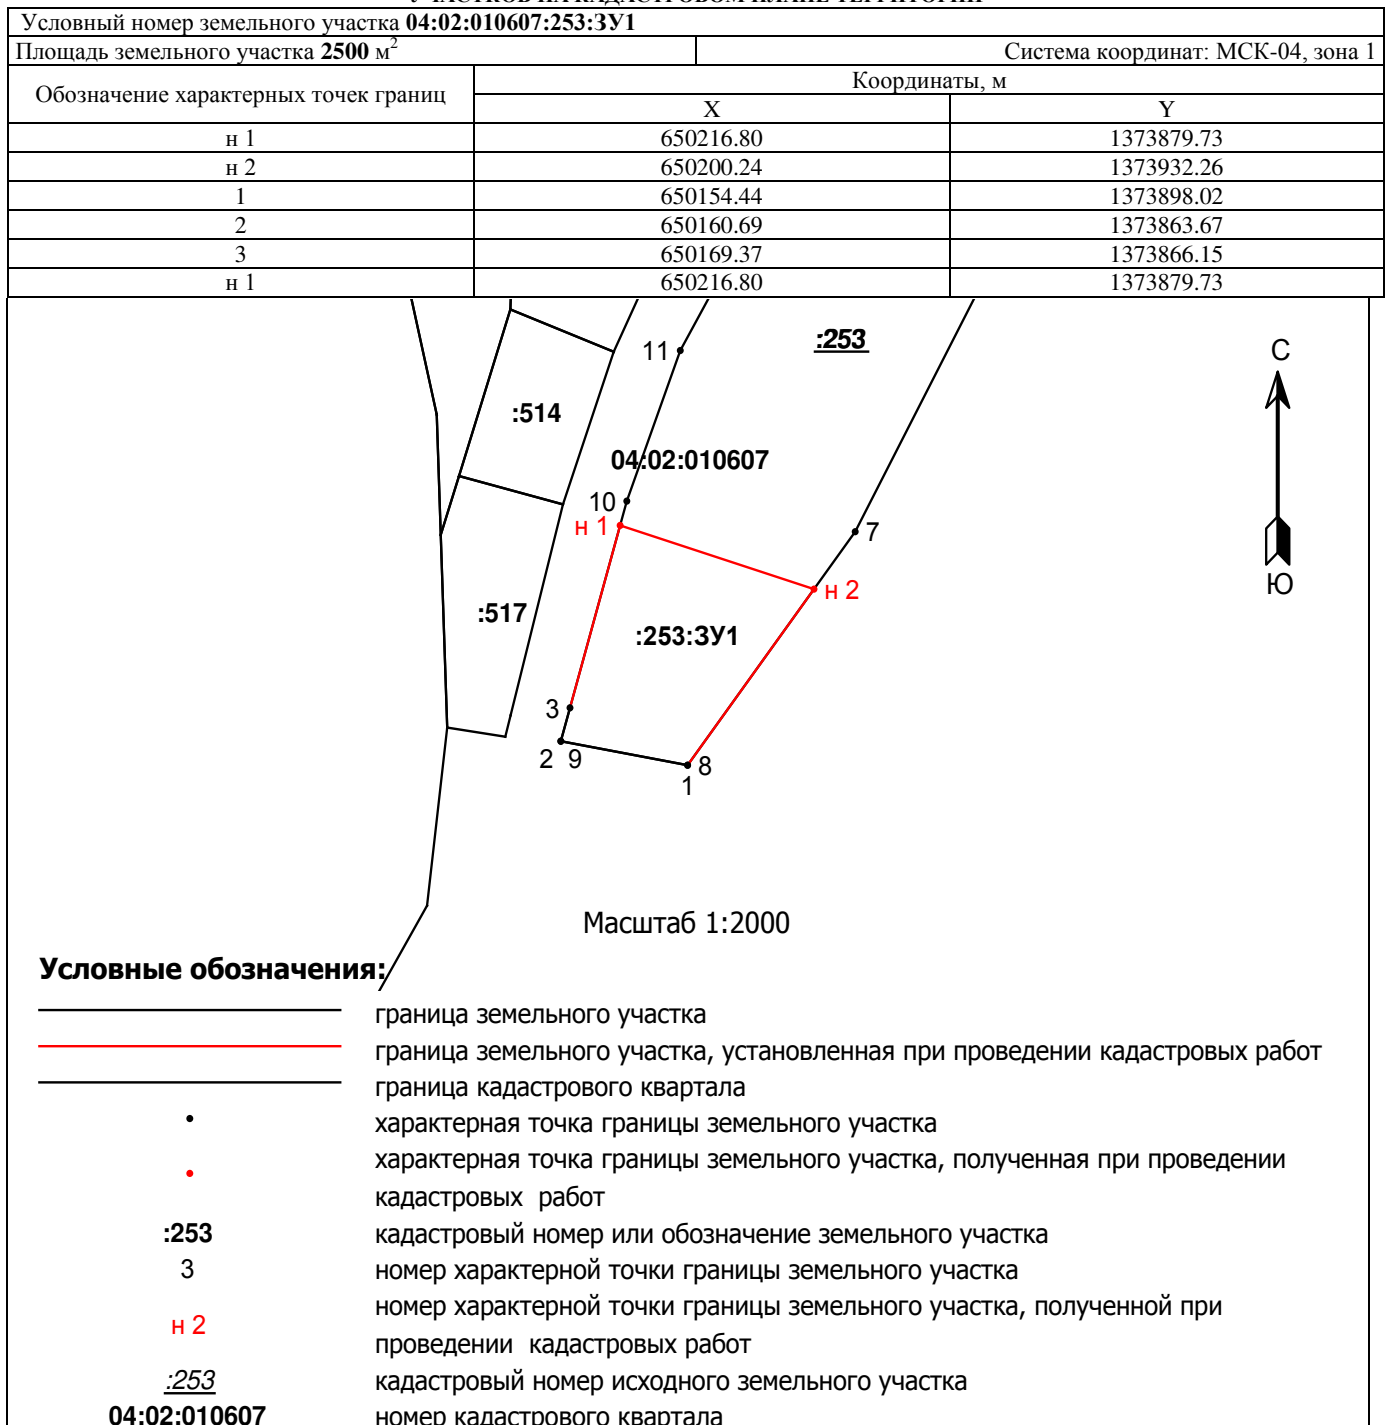 УЧАСТКОВ НА КАДАСТРОВОМ ПЛАНЕ ТЕРРИТОРИИ
Условный номер земельного участка 04:02:010607:253:ЗУ1
Площадь земельного участка 2500 м²
Система координат: МСК-04, зона 1
Обозначение характерных точек границ
Координаты, м
X
Y
н 1 650216.80 1373879.73
н 2 650200.24 1373932.26
1 650154.44 1373898.02
2 650160.69 1373863.67
3 650169.37 1373866.15
н 1 650216.80 1373879.73
:253
11
С
:514
04:02:010607
10
н 1
7
Ю
н 2
:517
:253:ЗУ1
3
2 9
8
1
Масштаб 1:2000
Условные обозначения:
граница земельного участка
граница земельного участка, установленная при проведении кадастровых работ
граница кадастрового квартала
характерная точка границы земельного участка
характерная точка границы земельного участка, полученная при проведении
кадастровых работ
:253 кадастровый номер или обозначение земельного участка
3 номер характерной точки границы земельного участка
н 2 номер характерной точки границы земельного участка, полученной при
проведении кадастровых работ
:253 кадастровый номер исходного земельного участка
04:02:010607 номер кадастрового квартала